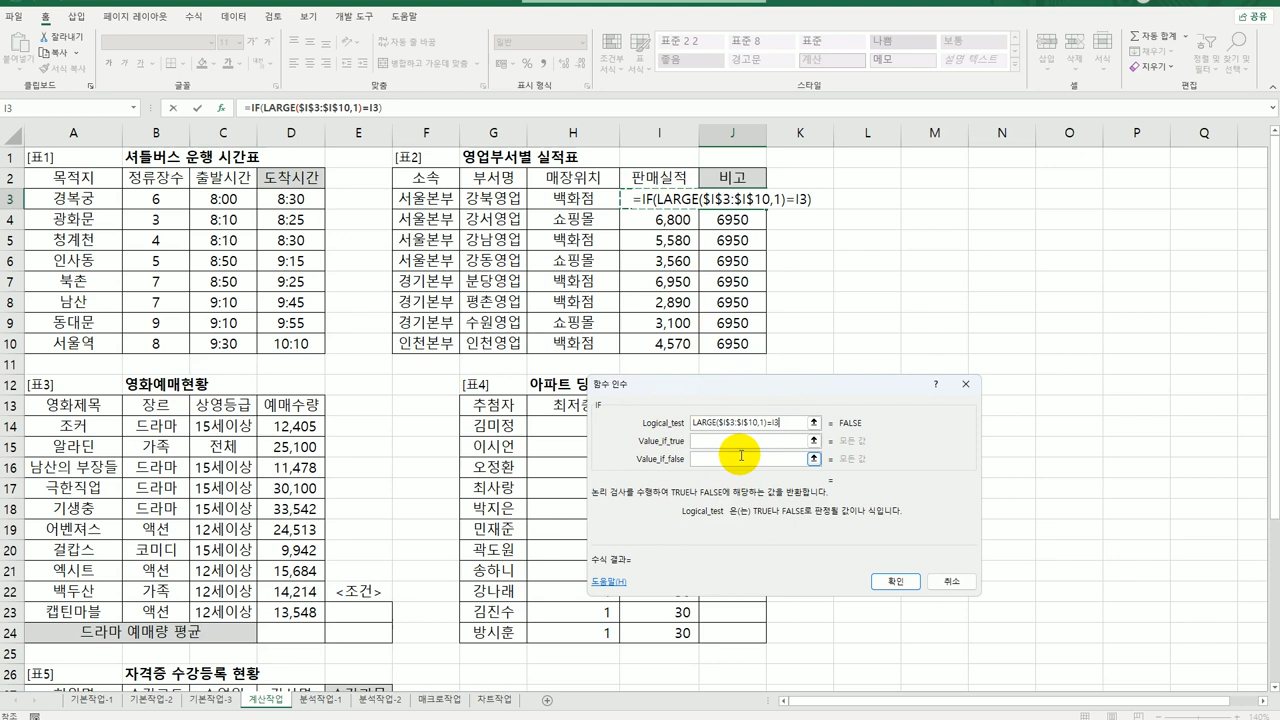 파일 홈 삽입 페이지 레이아웃 수식 데이터 검토 보기 개발 도구 도움말 공유
잘라내기
복사
서식 복사
붙여넣기
클립보드
11
가 가 가
글꼴
자동 줄 바꿈
병합하고 가운데 맞춤
맞춤
일반
표시 형식
조건부 서식
표 서식
표준 2 2 표준 8 표준 나쁨 보통
좋음 경고문 계산 메모 설명 텍스트
스타일
삽입 삭제 서식
셀
자동 합계
채우기
지우기
정렬 및 필터
찾기 및 선택
편집
I3 =IF(LARGE($I$3:$I$10,1)=I3)
A B C D E F G H I J K L M N O P Q
1 [표1] 셔틀버스 운행 시간표 [표2] 영업부서별 실적표
2 목적지 정류장수 출발시간 도착시간 소속 부서명 매장위치 판매실적 비고
3 경복궁 6 8:00 8:30 서울본부 강북영업 백화점 =IF(LARGE($I$3:$I$10,1)=I3)
4 광화문 3 8:10 8:25 서울본부 강서영업 쇼핑몰 6,800 6950
5 청계천 4 8:10 8:30 서울본부 강남영업 백화점 5,580 6950
6 인사동 5 8:50 9:15 서울본부 강동영업 쇼핑몰 3,560 6950
7 북촌 7 8:50 9:25 경기본부 분당영업 백화점 6,950 6950
8 남산 7 9:10 9:45 경기본부 평촌영업 백화점 2,890 6950
9 동대문 9 9:10 9:55 경기본부 수원영업 쇼핑몰 3,100 6950
10 서울역 8 9:30 10:10 인천본부 인천영업 백화점 4,570 6950
11
12 [표3] 영화예매현황 [표4] 아파트 당
13 영화제목 장르 상영등급 예매수량 추첨자 최저층
14 조커 드라마 15세이상 12,405 김미정
15 알라딘 가족 전체 25,100 이시언
16 남산의 부장들 드라마 15세이상 11,478 오정환
17 극한직업 드라마 15세이상 30,100 최사랑
18 기생충 드라마 15세이상 33,542 박지은
19 어벤져스 액션 12세이상 24,513 민재준
20 걸캅스 코미디 15세이상 9,942 곽도원
21 엑시트 액션 12세이상 15,684 송하니
22 백두산 가족 12세이상 14,214 <조건> 강나래
23 캡틴마블 액션 12세이상 13,548 김진수 1 30
24 드라마 예매량 평균 방시훈 1 30
25
26 [표5] 자격증 수강등록 현황
함수 인수 ?
IF
Logical_test LARGE($I$3:$I$10,1)=I3 = FALSE
Value_if_true = 모든 값
Value_if_false = 모든 값
=
논리 검사를 수행하여 TRUE나 FALSE에 해당하는 값을 반환합니다.
Logical_test 은(는) TRUE나 FALSE로 판정될 값이나 식입니다.
수식 결과=
도움말(H) 확인 취소
기본작업-1 기본작업-2 기본작업-3 계산작업 분석작업-1 분석작업-2 매크로작업 차트작업
참조 140%